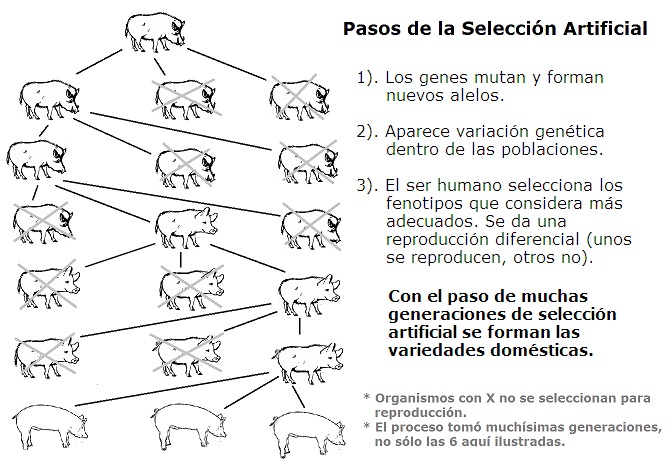 Pasos de la Selección Artificial
1). Los genes mutan y forman
nuevos alelos.
2). Aparece variación genética
dentro de las poblaciones.
3). El ser humano selecciona los
fenotipos que considera más
adecuados. Se da una
reproducción diferencial (unos
se reproducen, otros no).
Con el paso de muchas
generaciones de selección
artificial se forman las
variedades domésticas.
* Organismos con X no se seleccionan para
reproducción.
* El proceso tomó muchísimas generaciones,
no sólo las 6 aquí ilustradas.